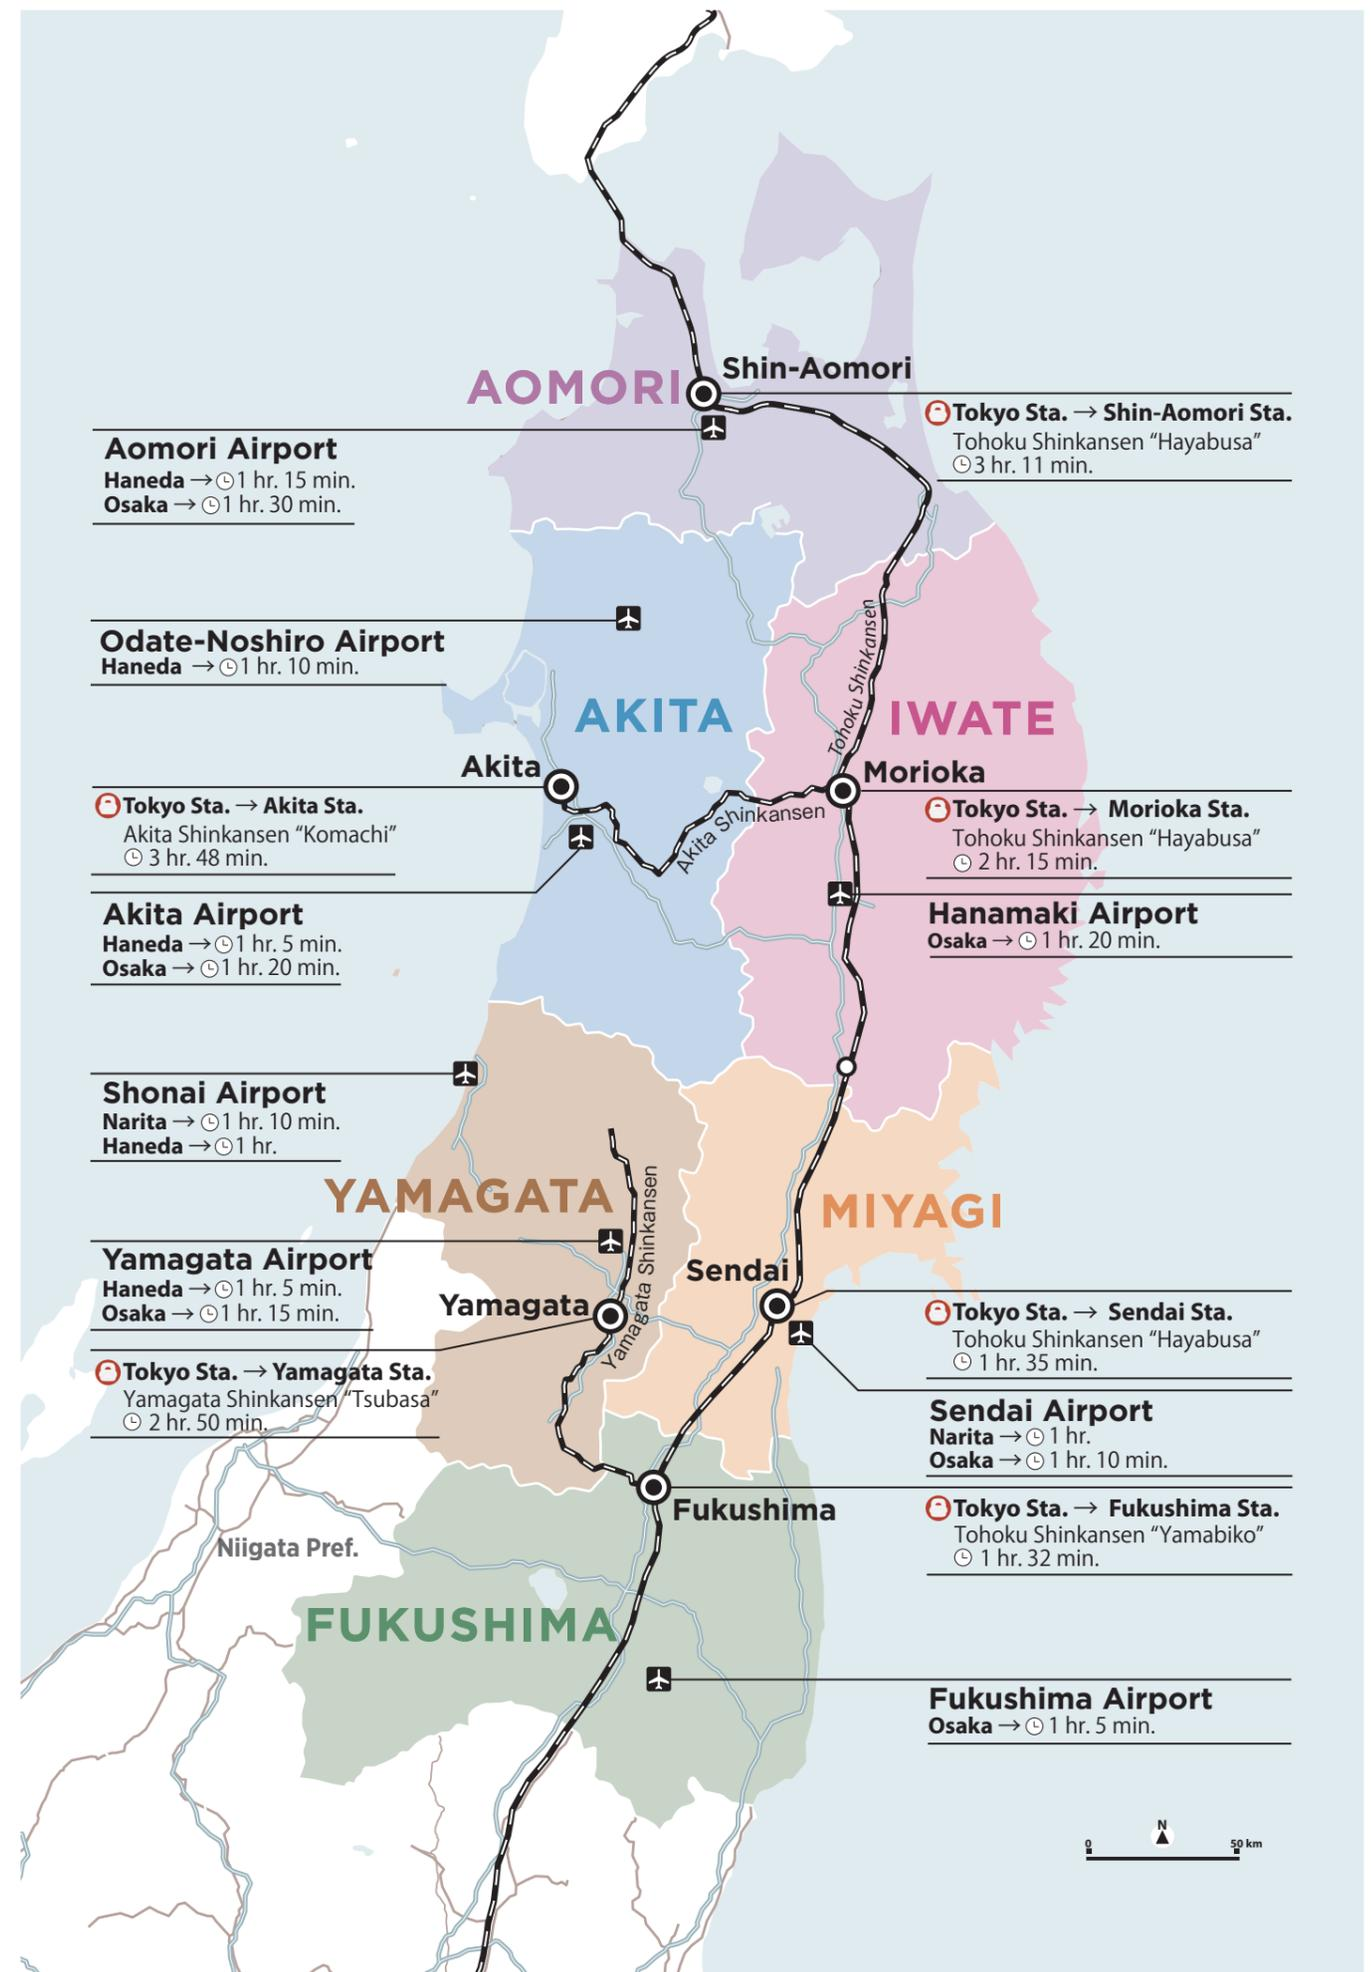 Shin-Aomori
AOMORI
Tokyo Sta. → Shin-Aomori Sta.
Tohoku Shinkansen “Hayabusa”
3 hr. 11 min.
Aomori Airport
Haneda → 1 hr. 15 min.
Osaka → 1 hr. 30 min.
Odate-Noshiro Airport
Haneda → 1 hr. 10 min.
Tohoku Shinkansen
AKITA
IWATE
Akita
Morioka
Tokyo Sta. → Akita Sta.
Akita Shinkansen “Komachi”
3 hr. 48 min.
Akita Shinkansen
Tokyo Sta. → Morioka Sta.
Tohoku Shinkansen “Hayabusa”
2 hr. 15 min.
Akita Airport
Haneda → 1 hr. 5 min.
Osaka → 1 hr. 20 min.
Hanamaki Airport
Osaka → 1 hr. 20 min.
Shonai Airport
Narita → 1 hr. 10 min.
Haneda → 1 hr.
YAMAGATA
Yamagata Shinkansen
MIYAGI
Yamagata Airport
Haneda → 1 hr. 5 min.
Osaka → 1 hr. 15 min.
Sendai
Yamagata
Tokyo Sta. → Sendai Sta.
Tohoku Shinkansen “Hayabusa”
1 hr. 35 min.
Tokyo Sta. → Yamagata Sta.
Yamagata Shinkansen “Tsubasa”
2 hr. 50 min.
Sendai Airport
Narita → 1 hr.
Osaka → 1 hr. 10 min.
Fukushima
Tokyo Sta. → Fukushima Sta.
Tohoku Shinkansen “Yamabiko”
1 hr. 32 min.
Niigata Pref.
FUKUSHIMA
Fukushima Airport
Osaka → 1 hr. 5 min.
N
0 50 km